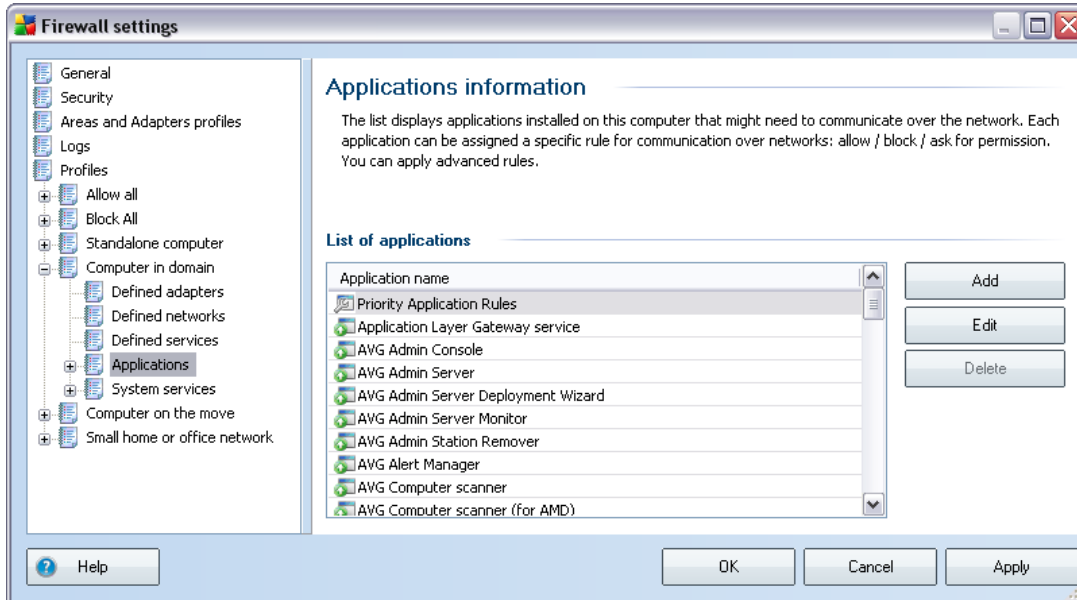 Firewall settings
General
Security
Areas and Adapters profiles
Logs
Profiles
Allow all
Block All
Standalone computer
Computer in domain
Defined adapters
Defined networks
Defined services
Applications
System services
Computer on the move
Small home or office network
Applications information
The list displays applications installed on this computer that might need to communicate over the network. Each
application can be assigned a specific rule for communication over networks: allow / block / ask for permission.
You can apply advanced rules.
List of applications
Application name
Priority Application Rules
Application Layer Gateway service
AVG Admin Console
AVG Admin Server
AVG Admin Server Deployment Wizard
AVG Admin Server Monitor
AVG Admin Station Remover
AVG Alert Manager
AVG Computer scanner
AVG Computer scanner (for AMD)
Add
Edit
Delete
Help
OK
Cancel
Apply